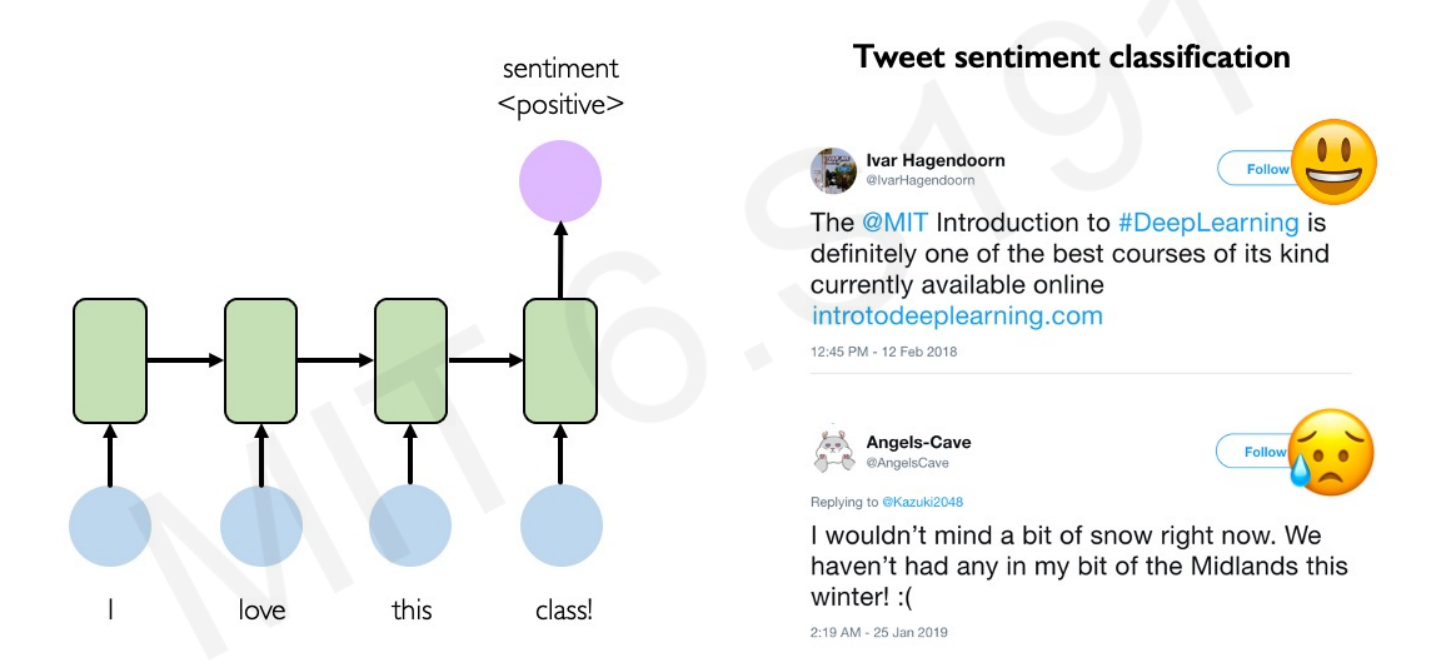 sentiment
<positive>
I
love
this
class!
Tweet sentiment classification
Ivar Hagendoorn
@IvarHagendoorn
Follow
The @MIT Introduction to #DeepLearning is
definitely one of the best courses of its kind
currently available online
introtodeeplearning.com
12:45 PM - 12 Feb 2018
Angels-Cave
@AngelsCave
Follow
Replying to @Kazuki2048
I wouldn't mind a bit of snow right now. We
haven't had any in my bit of the Midlands this
winter! :(
2:19 AM - 25 Jan 2019
MIT 6.S191